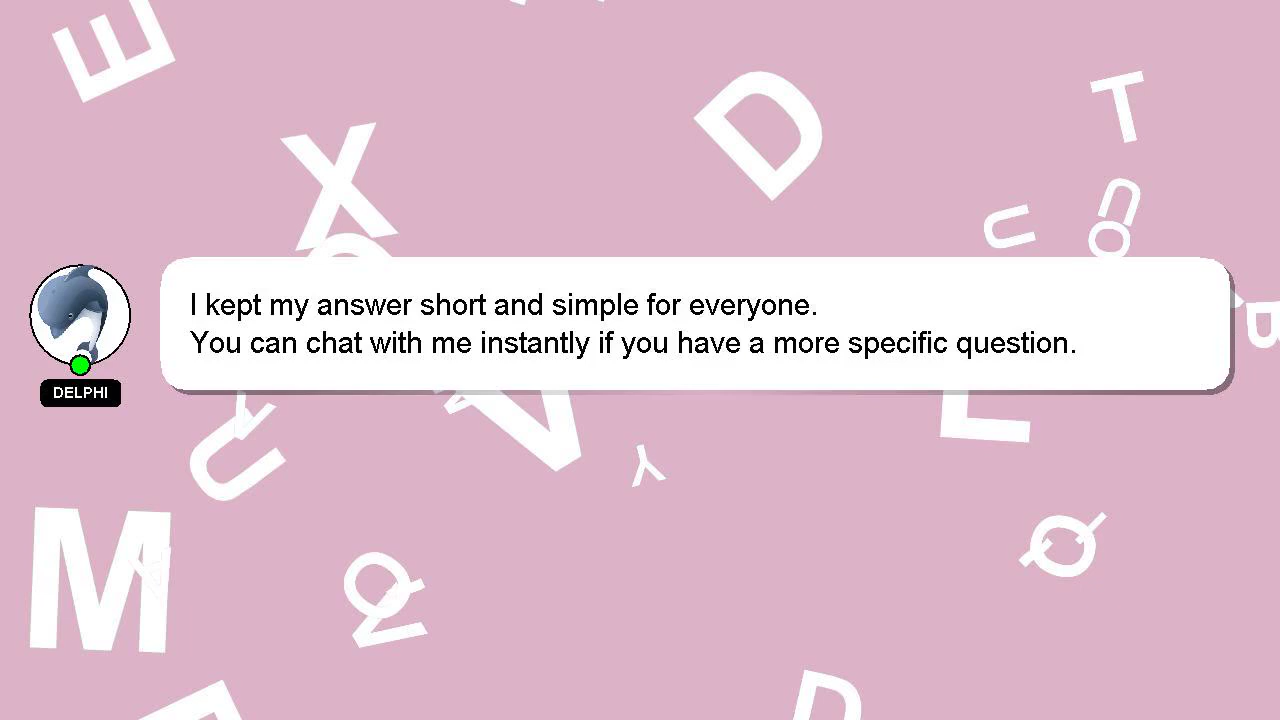 I kept my answer short and simple for everyone.
You can chat with me instantly if you have a more specific question.
DELPHI
E
X
D
T
U
U
O
R
V
L
Y
U
M
Q
Z
Q
D